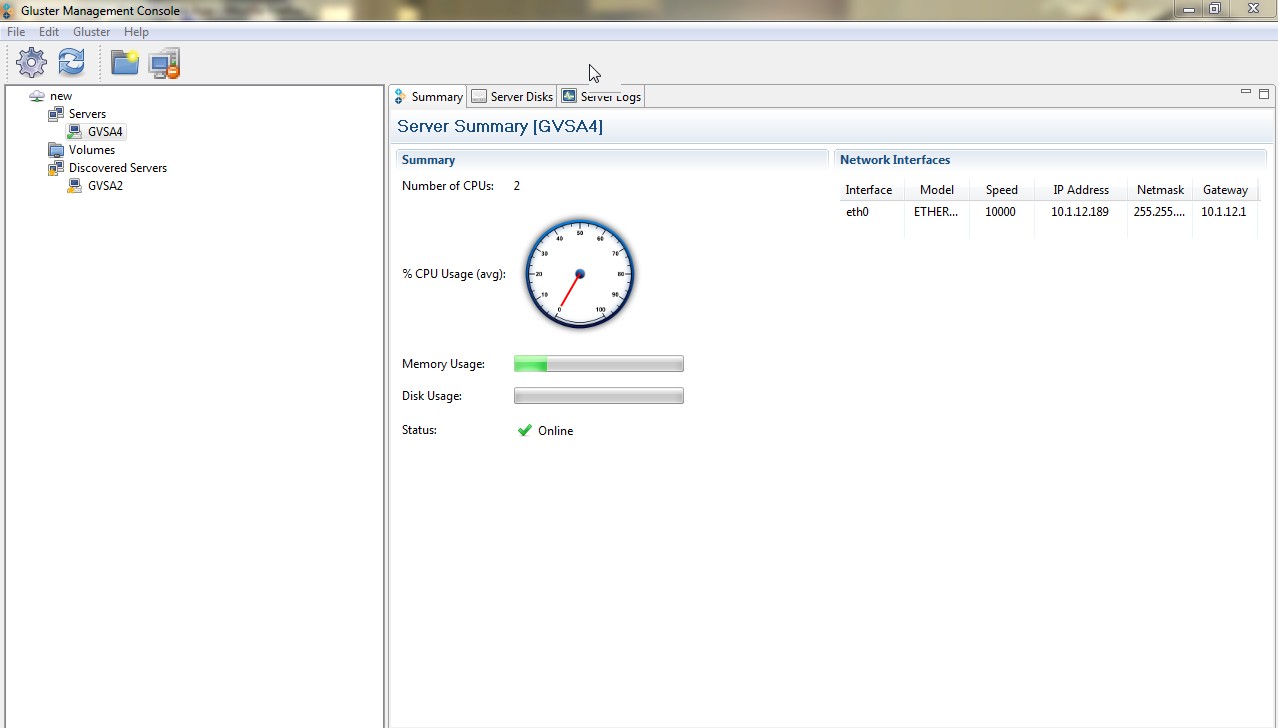 Gluster Management Console
File Edit Gluster Help
new
Servers
GVSA4
Volumes
Discovered Servers
GVSA2
Summary Server Disks Server Logs
Server Summary [GVSA4]
Summary
Number of CPUs: 2
% CPU Usage (avg):
0 10 20 30 40 50 60 70 80 90 100
Memory Usage:
Disk Usage:
Status: Online
Network Interfaces
Interface Model Speed IP Address Netmask Gateway
eth0 ETHER... 10000 10.1.12.189 255.255.... 10.1.12.1